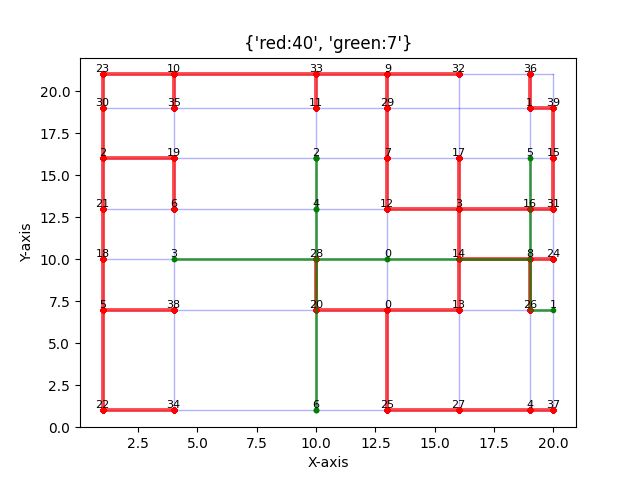 {'red:40', 'green:7'}
23 10 33 9 32 36
20.0
30 35 11 29 1 39
17.5
2 19 2 7 17 5 15
15.0
21 6 4 12 3 16 31
12.5
18 3 28 0 14 8 24
10.0
5 38 20 0 13 26 1
7.5
5.0
2.5
22 34 6 25 27 4 37
0.0
2.5 5.0 7.5 10.0 12.5 15.0 17.5 20.0
X-axis
Y-axis